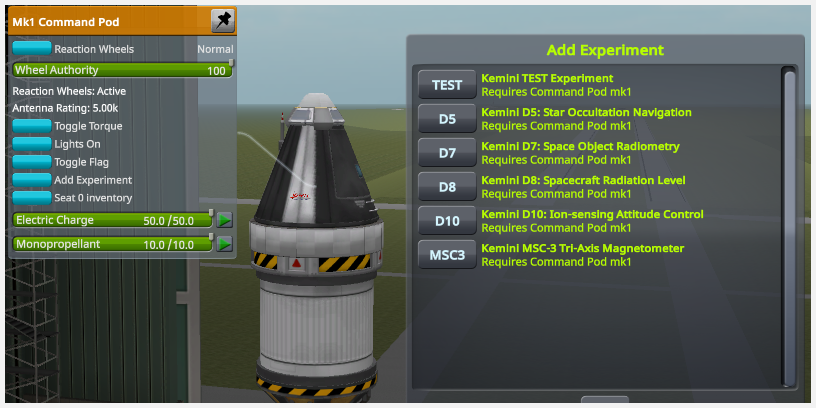 Mk1 Command Pod
Reaction Wheels Normal
Wheel Authority 100
Reaction Wheels: Active
Antenna Rating: 5.00k
Toggle Torque
Lights On
Toggle Flag
Add Experiment
Seat 0 inventory
Electric Charge 50.0 /50.0
Monopropellant 10.0 /10.0
Add Experiment
TEST Kemini TEST Experiment
Requires Command Pod mk1
D5 Kemini D5: Star Occultation Navigation
Requires Command Pod mk1
D7 Kemini D7: Space Object Radiometry
Requires Command Pod mk1
D8 Kemini D8: Spacecraft Radiation Level
Requires Command Pod mk1
D10 Kemini D10: Ion-sensing Attitude Control
Requires Command Pod mk1
MSC3 Kemini MSC-3 Tri-Axis Magnetometer
Requires Command Pod mk1